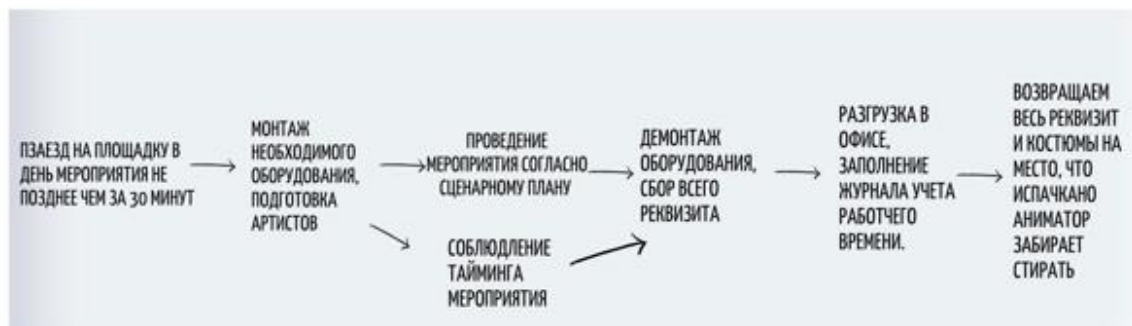 ПЗАЕЗД НА ПЛОЩАДКУ В
ДЕНЬ МЕРОПРИЯТИЯ НЕ
ПОЗДНЕЕ ЧЕМ ЗА 30 МИНУТ
МОНТАЖ
НЕОБХОДИМОГО
ОБОРУДОВАНИЯ,
ПОДГОТОВКА
АРТИСТОВ
ПРОВЕДЕНИЕ
МЕРОПРИЯТИЯ СОГЛАСНО
СЦЕНАРНОМУ ПЛАНУ
СОБЛЮДЛЕНИЕ
ТАЙМИНГА
МЕРОПРИЯТИЯ
ДЕМОНТАЖ
ОБОРУДОВАНИЯ,
СБОР ВСЕГО
РЕКВИЗИТА
РАЗГРУЗКА В
ОФИСЕ,
ЗАПОЛНЕНИЕ
ЖУРНАЛА УЧЕТА
РАБОТЧЕГО
ВРЕМЕНИ.
ВОЗВРАЩАЕМ
ВЕСЬ РЕКВИЗИТ
И КОСТЮМЫ НА
МЕСТО, ЧТО
ИСПАЧКАНО
АНИМАТОР
ЗАБИРАЕТ
СТИРАТЬ